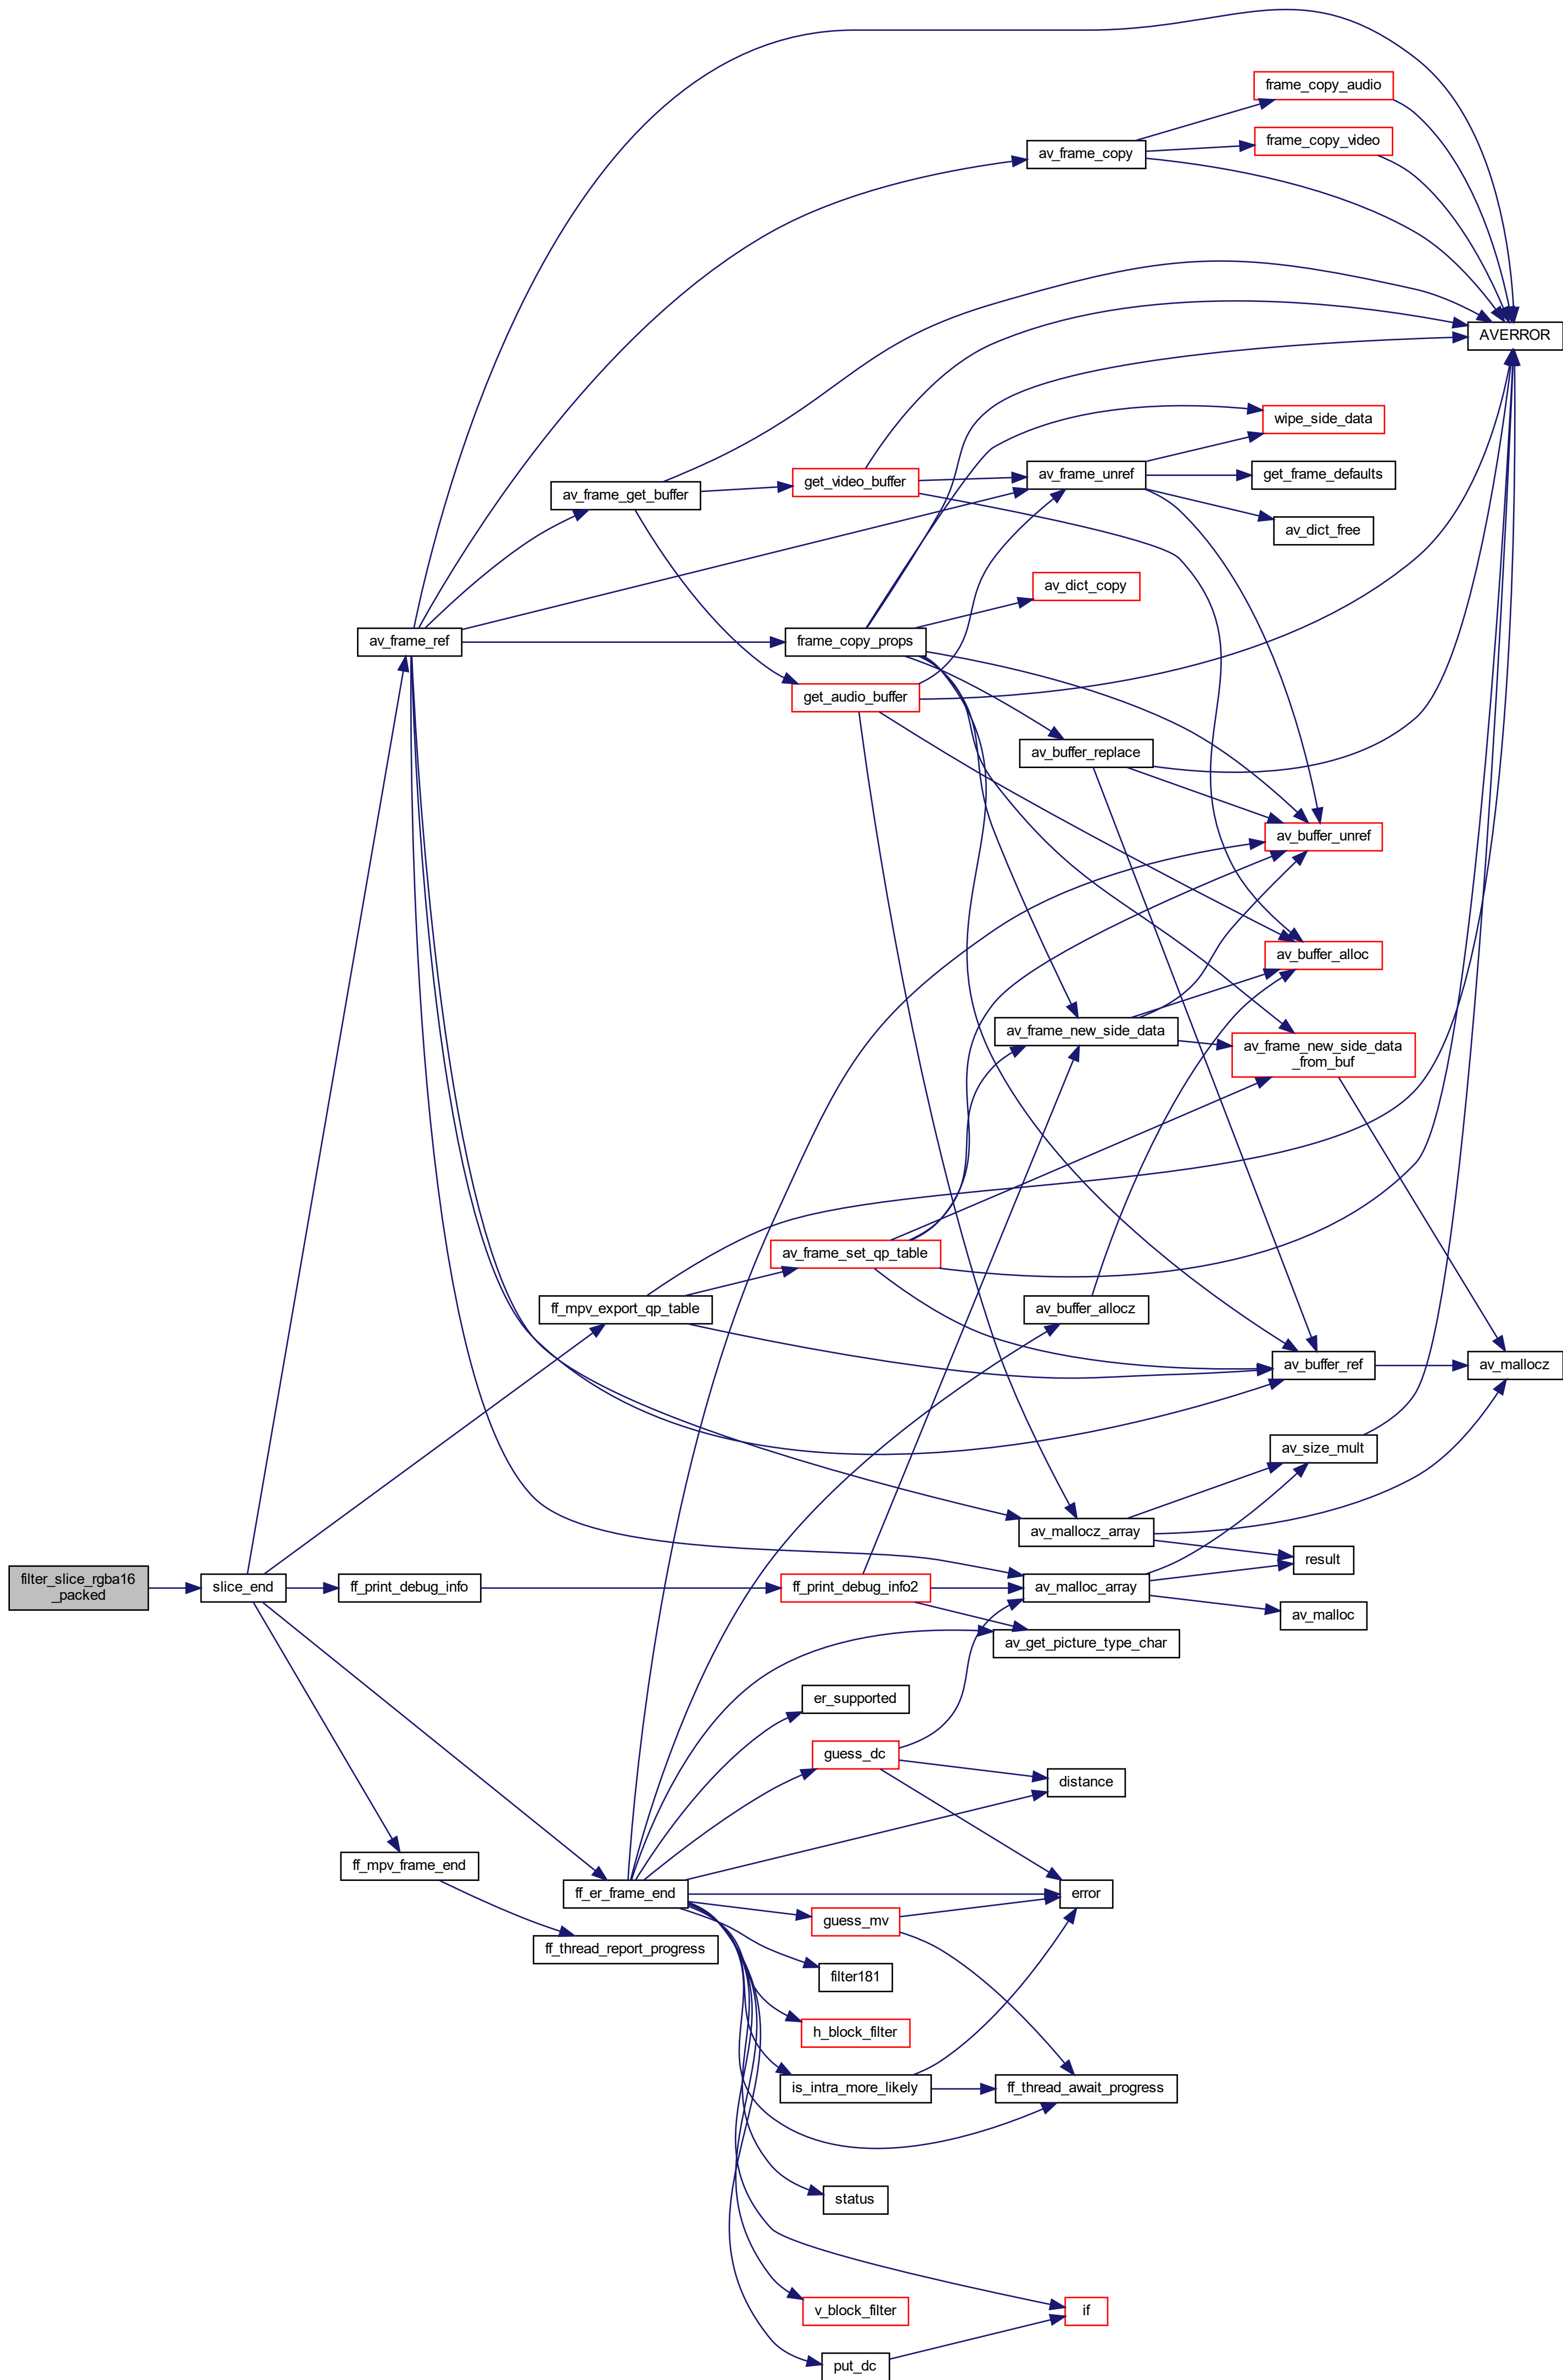 frame_copy_audio
frame_copy_video
av_frame_copy
AVERROR
wipe_side_data
av_frame_unref
get_frame_defaults
get_video_buffer
av_frame_get_buffer
av_dict_free
av_dict_copy
av_frame_ref
frame_copy_props
get_audio_buffer
av_buffer_replace
av_buffer_unref
av_buffer_alloc
av_frame_new_side_data
av_frame_new_side_data
_from_buf
av_frame_set_qp_table
ff_mpv_export_qp_table
av_buffer_allocz
av_buffer_ref
av_mallocz
av_size_mult
av_mallocz_array
result
filter_slice_rgba16
_packed
slice_end
ff_print_debug_info
ff_print_debug_info2
av_malloc_array
av_malloc
av_get_picture_type_char
er_supported
guess_dc
distance
ff_mpv_frame_end
ff_er_frame_end
error
guess_mv
ff_thread_report_progress
filter181
h_block_filter
is_intra_more_likely
ff_thread_await_progress
status
v_block_filter
if
put_dc